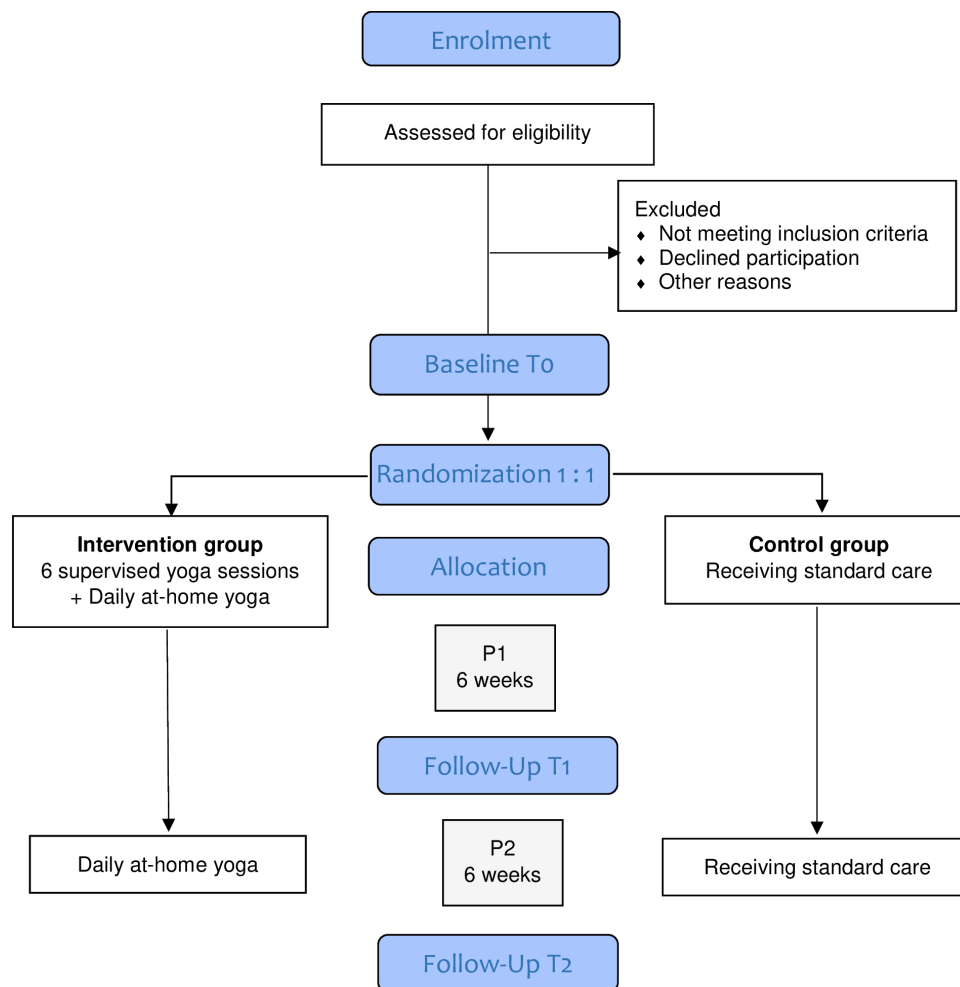 Enrolment
Assessed for eligibility
Excluded
♦ Not meeting inclusion criteria
♦ Declined participation
♦ Other reasons
Baseline T0
Randomization 1 : 1
Intervention group
6 supervised yoga sessions
+ Daily at-home yoga
Allocation
Control group
Receiving standard care
P1
6 weeks
Follow-Up T1
Daily at-home yoga
P2
6 weeks
Receiving standard care
Follow-Up T2